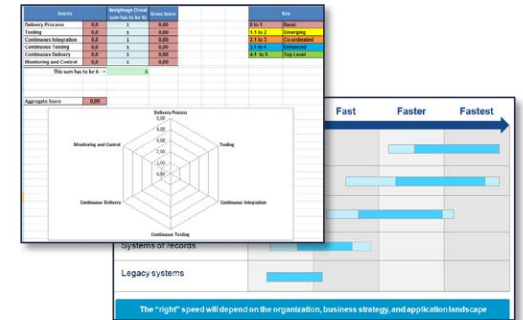 Scores Weightage (Total sum has to be 6) Gross Score Key
Delivery Process 0,0 1 0,00 0 to 1 Basic
Tooling 0,0 1 0,00 1.1 to 2 Emerging
Continuous Integration 0,0 1 0,00 2.1 to 3 Co-ordinated
Continuous Testing 0,0 1 0,00 3.1 to 4 Enhanced
Continuous Delivery 0,0 1 0,00 4.1 to 5 Top Level
Monitoring and Control 0,0 1 0,00
This sum has to be 6 → 6
Aggregate Score 0,00
Delivery Process
5,00
4,00
3,00
2,00
1,00
0,00
Monitoring and Control
Tooling
Continuous Delivery
Continuous Integration
Continuous Testing
Fast Faster Fastest
Systems of records
Legacy systems
The "right" speed will depend on the organization, business strategy, and application landscape